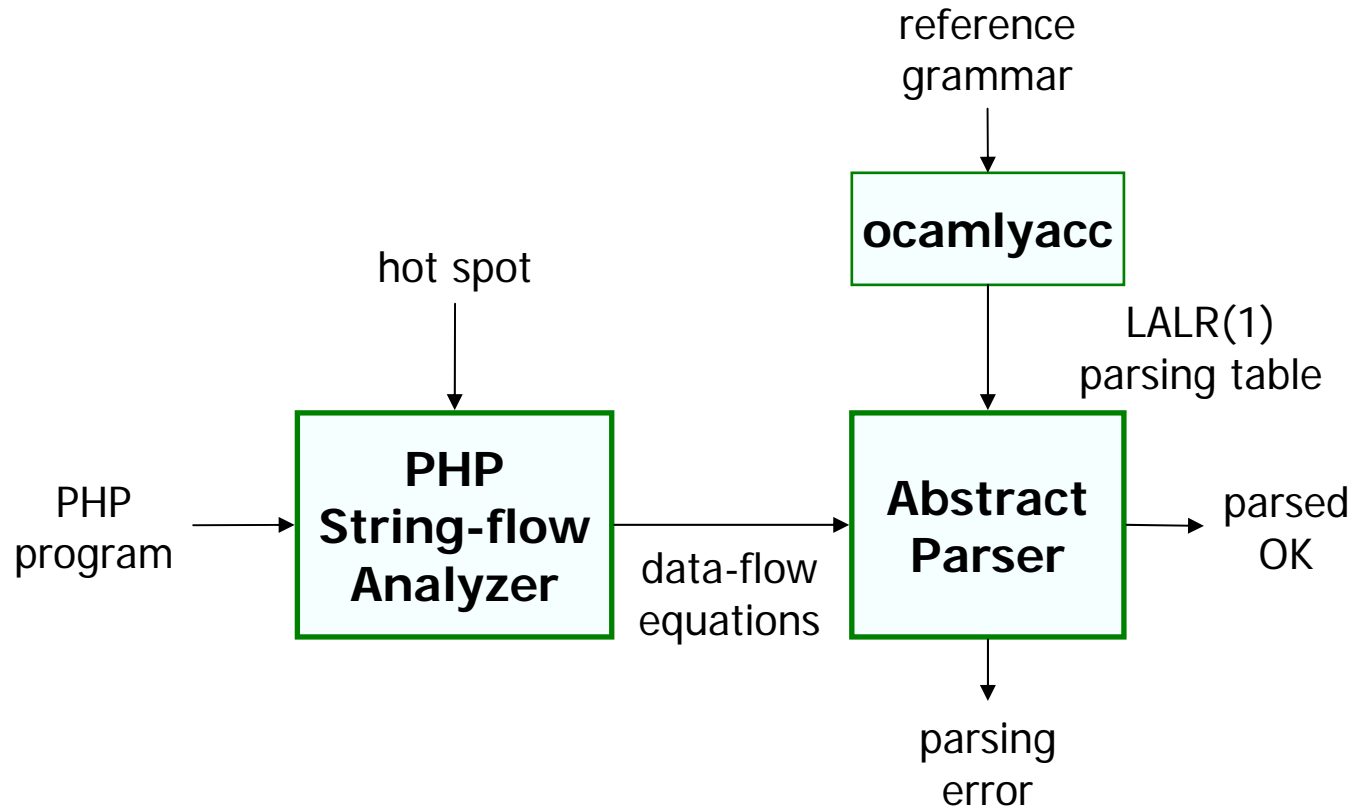 reference
grammar
ocamlyacc
hot spot
LALR(1)
parsing table
PHP
program
PHP
String-flow
Analyzer
data-flow
equations
Abstract
Parser
parsed
OK
parsing
error